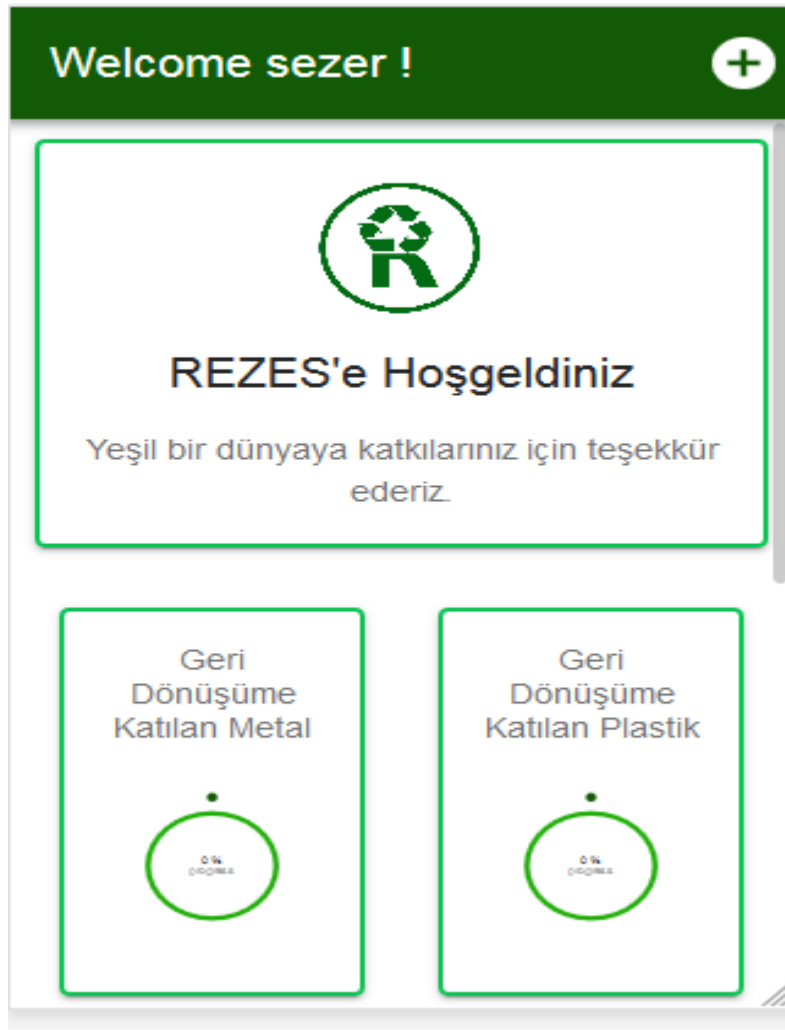 Welcome sezer !
R
REZES'e Hoşgeldiniz
Yeşil bir dünyaya katkılarınız için teşekkür
ederiz.
Geri
Dönüşüme
Katılan Metal
0 %
Geri
Dönüşüme
Katılan Plastik
0 %